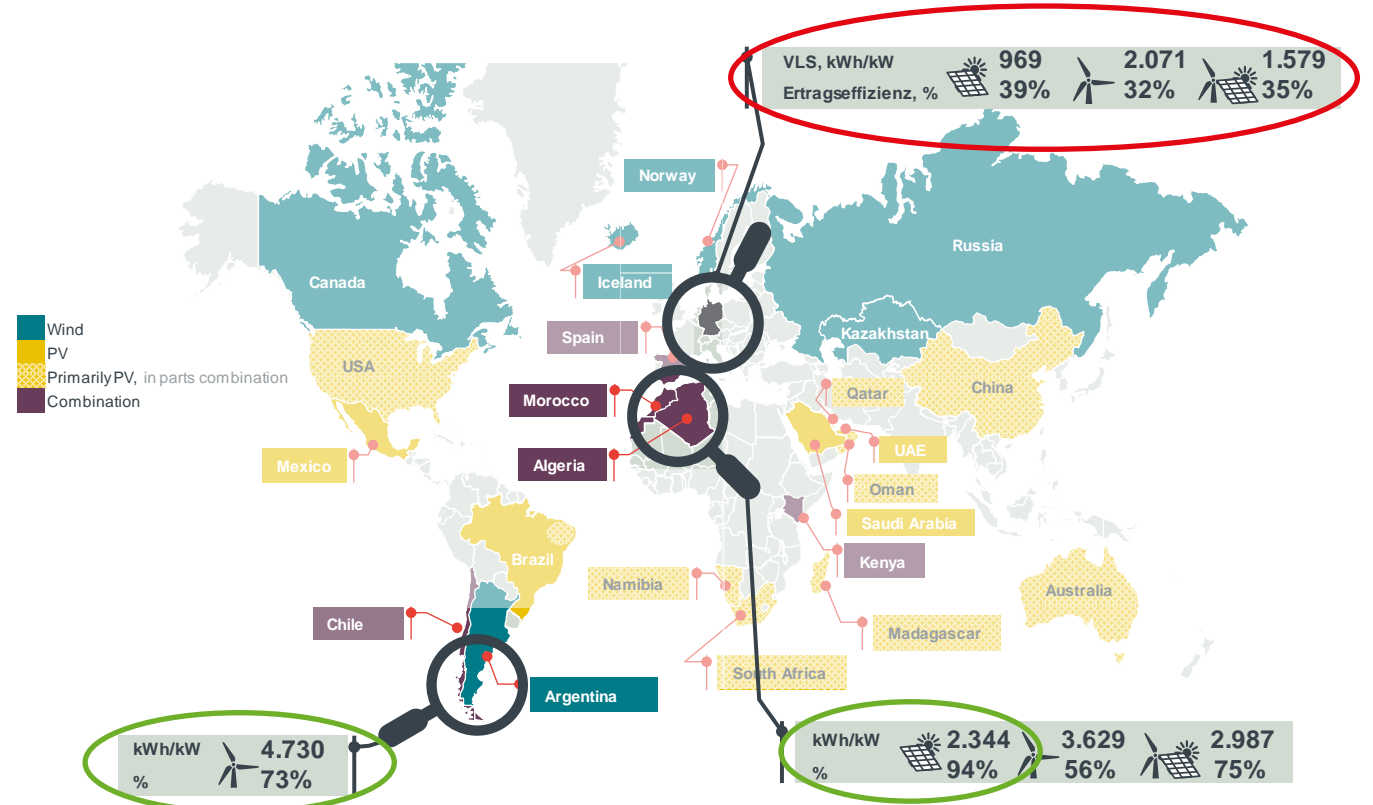 VLS, kWh/kW 969 2.071 1.579
Ertragseffizienz, % 39% 32% 35%
Norway
Russia
Canada
Iceland
Wind
PV
Primarily PV, in parts combination
Combination
Spain
Kazakhstan
USA
China
Qatar
Morocco
UAE
Algeria
Mexico
Oman
Saudi Arabia
Brazil
Kenya
Namibia
Australia
Chile
Madagascar
South Africa
Argentina
kWh/kW 4.730
% 73%
kWh/kW 2.344 3.629 2.987
% 94% 56% 75%